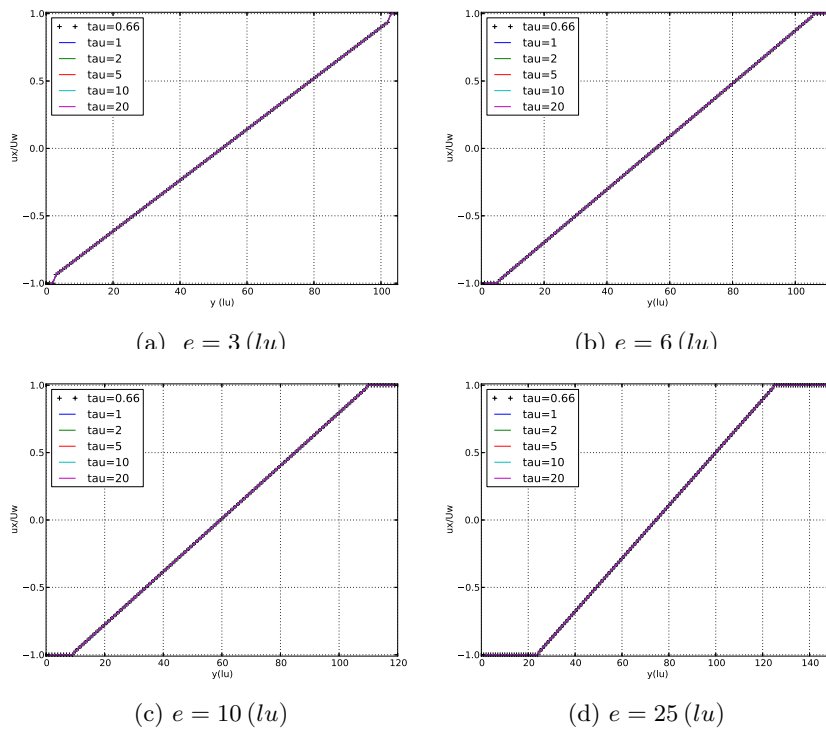 1.0
0.5
0.0
−0.5
−1.0
ux/Uw
tau=0.66
tau=1
tau=2
tau=5
tau=10
tau=20
0 20 40 60 80 100
y (lu)
(a) e = 3 (lu)
1.0
0.5
0.0
−0.5
−1.0
ux/Uw
tau=0.66
tau=1
tau=2
tau=5
tau=10
tau=20
0 20 40 60 80 100
y(lu)
(b) e = 6 (lu)
1.0
0.5
0.0
−0.5
−1.0
ux/Uw
tau=0.66
tau=1
tau=2
tau=5
tau=10
tau=20
0 20 40 60 80 100 120
y(lu)
(c) e = 10 (lu)
1.0
0.5
0.0
−0.5
−1.0
ux/Uw
tau=0.66
tau=1
tau=2
tau=5
tau=10
tau=20
0 20 40 60 80 100 120 140
y(lu)
(d) e = 25 (lu)